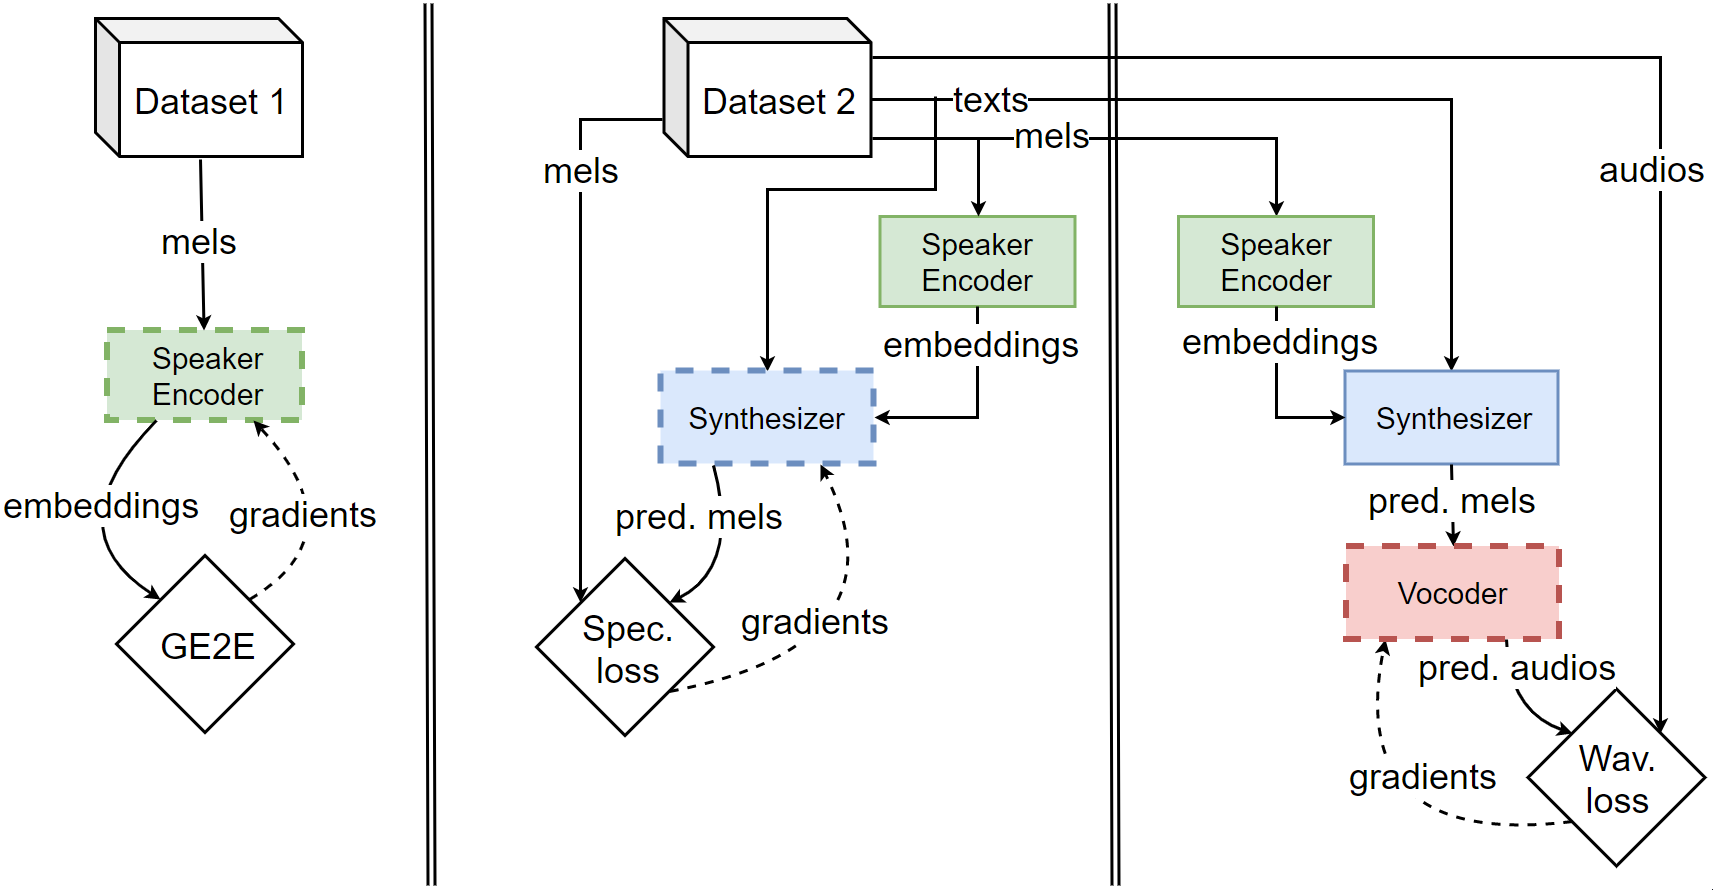 Dataset 1
mels
Speaker
Encoder
embeddings
gradients
GE2E
Dataset 2
texts
mels
mels
Speaker
Encoder
embeddings
Synthesizer
pred. mels
gradients
Spec.
loss
audios
Speaker
Encoder
embeddings
Synthesizer
pred. mels
Vocoder
pred. audios
gradients
Wav.
loss